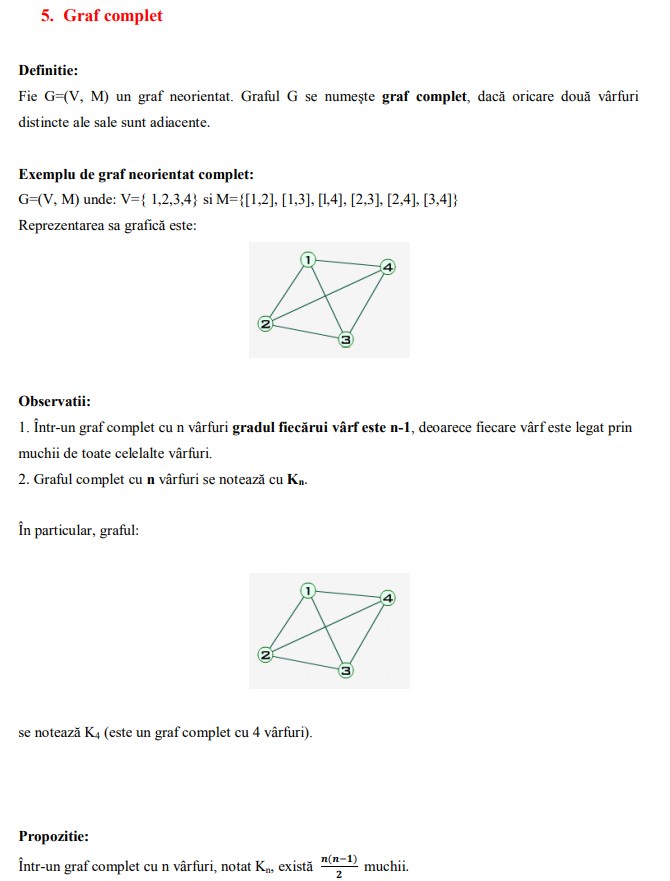 5. Graf complet
Definitie:
Fie G=(V, M) un graf neorientat. Graful G se numeşte graf complet, dacă oricare două vârfuri
distincte ale sale sunt adiacente.
Exemplu de graf neorientat complet:
G=(V, M) unde: V={ 1,2,3,4} si M={[1,2], [1,3], [l,4], [2,3], [2,4], [3,4]}
Reprezentarea sa grafică este:
1
4
2
3
Observatii:
1. Într-un graf complet cu n vârfuri gradul fiecărui vârf este n-1, deoarece fiecare vârf este legat prin
muchii de toate celelalte vârfuri.
2. Graful complet cu n vârfuri se notează cu Kₙ.
În particular, graful:
1
4
2
3
se notează K₄ (este un graf complet cu 4 vârfuri).
Propozitie:
Într-un graf complet cu n vârfuri, notat Kₙ, există n(n−1)/2 muchii.